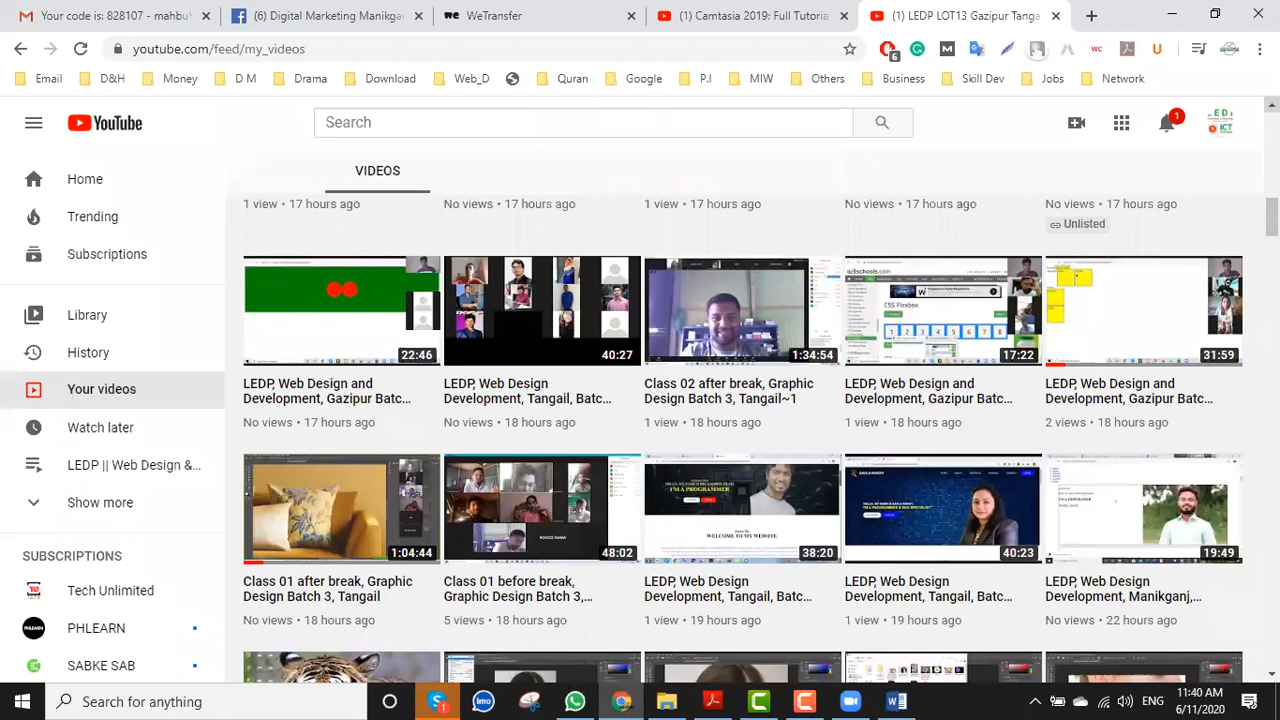 Your code is: 828107 - manikut
(6) Digital Marketing Manikg
WeTransfer
(1) Camtasia 2019: Full Tutoria
(1) LEDP LOT13 Gazipur Tanga
youtube.com/feed/my_videos
6
Email
D&H
Money
D M
Drama
Download
Web_D
Quran
Google
P.I
MIW
Others
Business
Skill Dev
Jobs
Network
YouTube
Search
1
VIDEOS
Home
Trending
Subscriptions
Library
History
Your videos
Watch later
Show more
SUBSCRIPTIONS
Tech Unlimited
PHLEARN
SABKE SAB
1 view • 17 hours ago
No views • 17 hours ago
1 view • 17 hours ago
No views • 17 hours ago
No views • 17 hours ago
Unlisted
22:46
40:27
1:34:54
17:22
LEDP, Web Design and
Development, Gazipur Batc...
No views • 17 hours ago
LEDP, Web Design
Development, Tangail, Batc...
No views • 18 hours ago
Class 02 after break, Graphic
Design Batch 3, Tangail~1
1 view • 18 hours ago
LEDP, Web Design and
Development, Gazipur Batc...
1 view • 18 hours ago
LEDP, Web Design and
Development, Gazipur Batc...
2 views • 18 hours ago
1:04:44
48:02
38:20
40:23
19:49
Class 01 after break, Graphic
Design Batch 3, Tangail
No views • 18 hours ago
Class 01 before break,
Graphic Design Batch 3,...
5 views • 18 hours ago
LEDP, Web Design
Development, Tangail, Batc...
1 view • 19 hours ago
LEDP, Web Design
Development, Tangail, Batc...
1 view • 19 hours ago
LEDP, Web Design
Development, Manikganj,...
No views • 22 hours ago
Search for anything
ENG
11:40 AM
6/11/2020